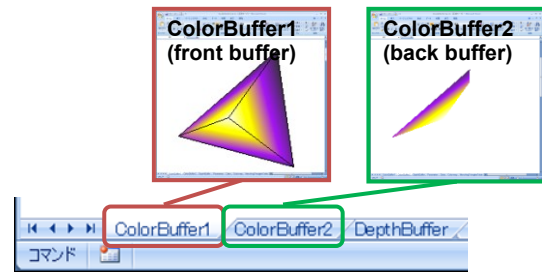 ColorBuffer1
(front buffer)
ColorBuffer2
(back buffer)
ColorBuffer1 ColorBuffer2 DepthBuffer
コマンド